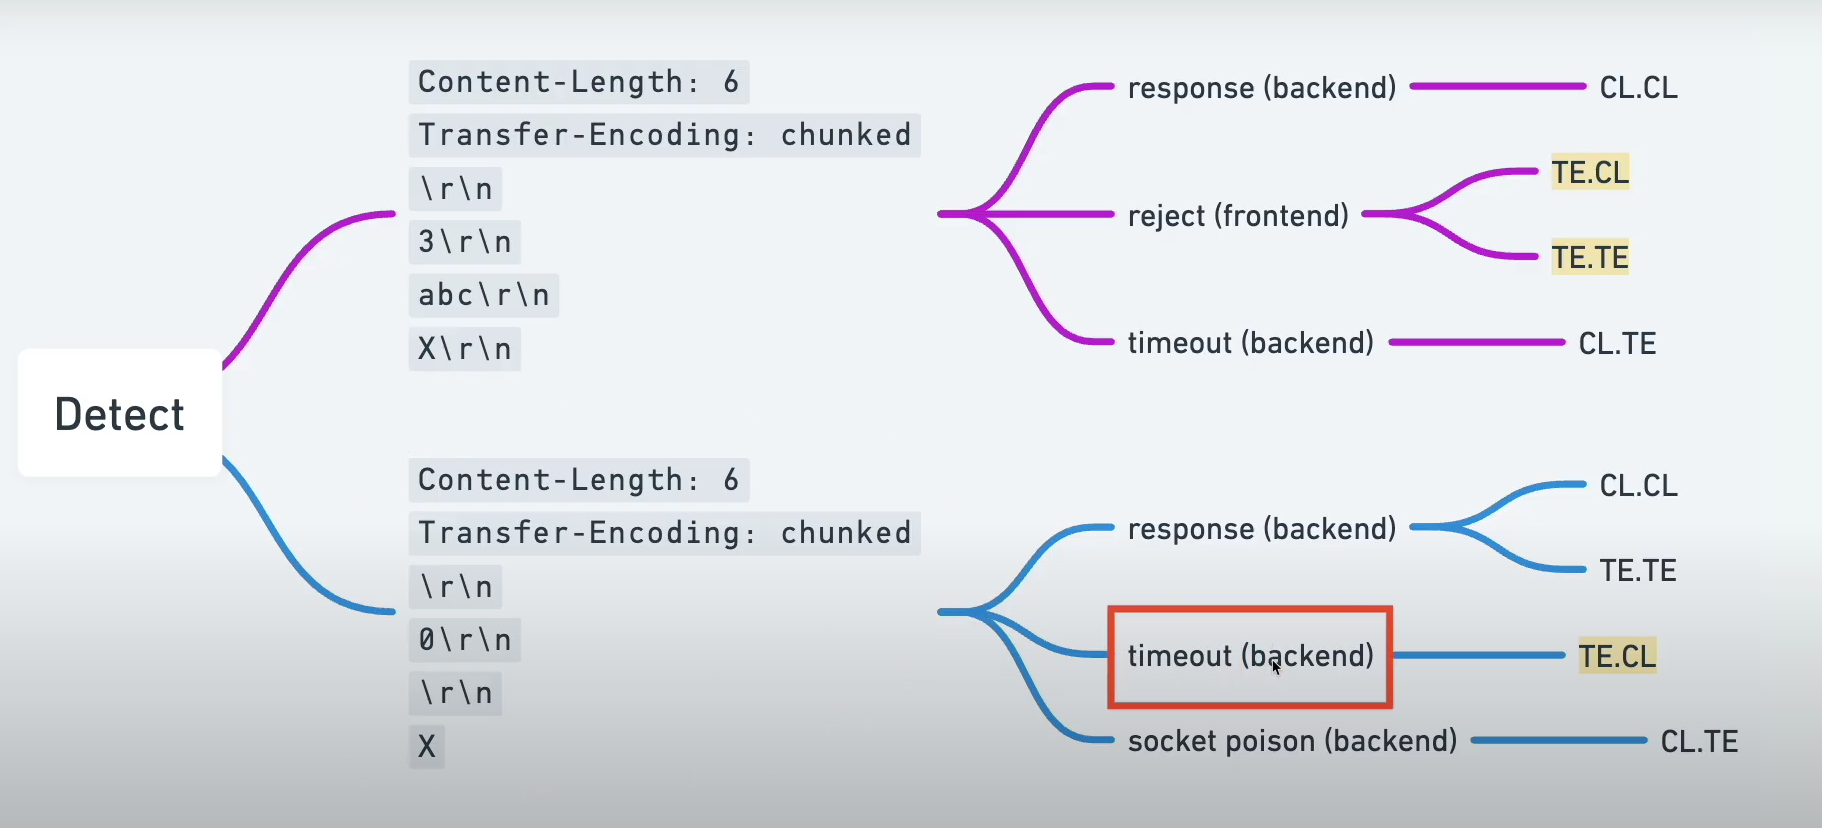 Detect
Content-Length: 6
Transfer-Encoding: chunked
\r\n
3\r\n
abc\r\n
X\r\n
response (backend)
CL.CL
reject (frontend)
TE.CL
TE.TE
timeout (backend)
CL.TE
Content-Length: 6
Transfer-Encoding: chunked
\r\n
0\r\n
\r\n
X
response (backend)
CL.CL
TE.TE
timeout (backend)
TE.CL
socket poison (backend)
CL.TE